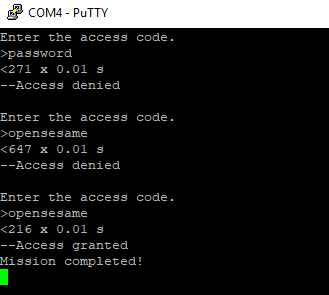 COM4 - PuTTY
Enter the access code.
>password
<271 x 0.01 s
--Access denied
Enter the access code.
>opensesame
<647 x 0.01 s
--Access denied
Enter the access code.
>opensesame
<216 x 0.01 s
--Access granted
Mission completed!